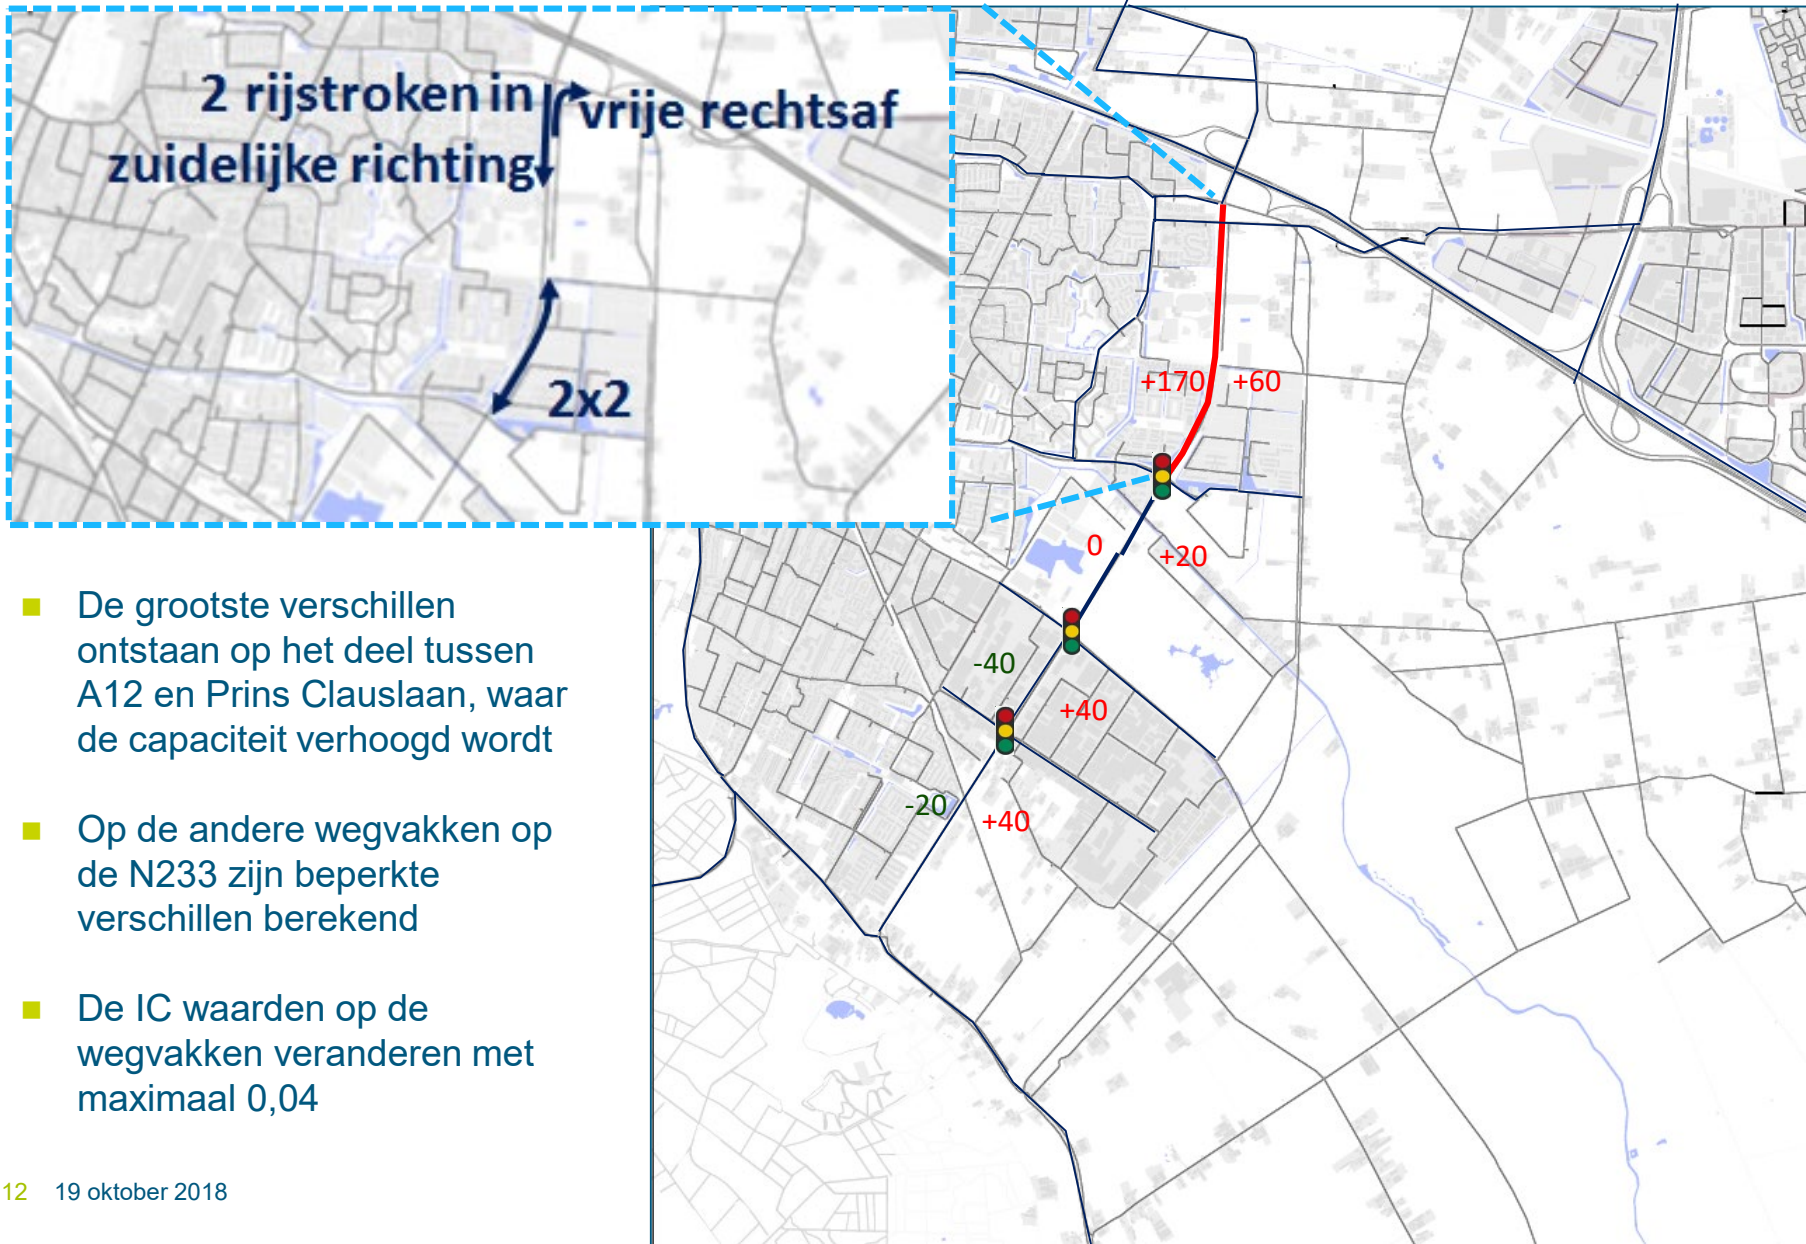 2 rijstroken in
zuidelijke richting
vrije rechtsaf
2x2
+170
+60
0
+20
-40
+40
-20
+40
De grootste verschillen
ontstaan op het deel tussen
A12 en Prins Clauslaan, waar
de capaciteit verhoogd wordt
Op de andere wegvakken op
de N233 zijn beperkte
verschillen berekend
De IC waarden op de
wegvakken veranderen met
maximaal 0,04
12 19 oktober 2018